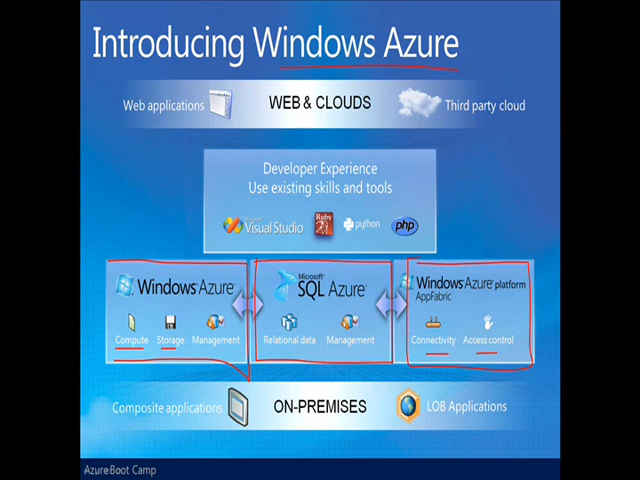 Introducing Windows Azure
Web applications
WEB & CLOUDS
Third party cloud
Developer Experience
Use existing skills and tools
Microsoft
Visual Studio
Ruby
python
php
Windows Azure
Compute
Storage
Management
Microsoft
SQL Azure
Relational data
Management
Windows Azure platform
AppFabric
Connectivity
Access control
Composite applications
ON-PREMISES
LOB Applications
Azure Boot Camp